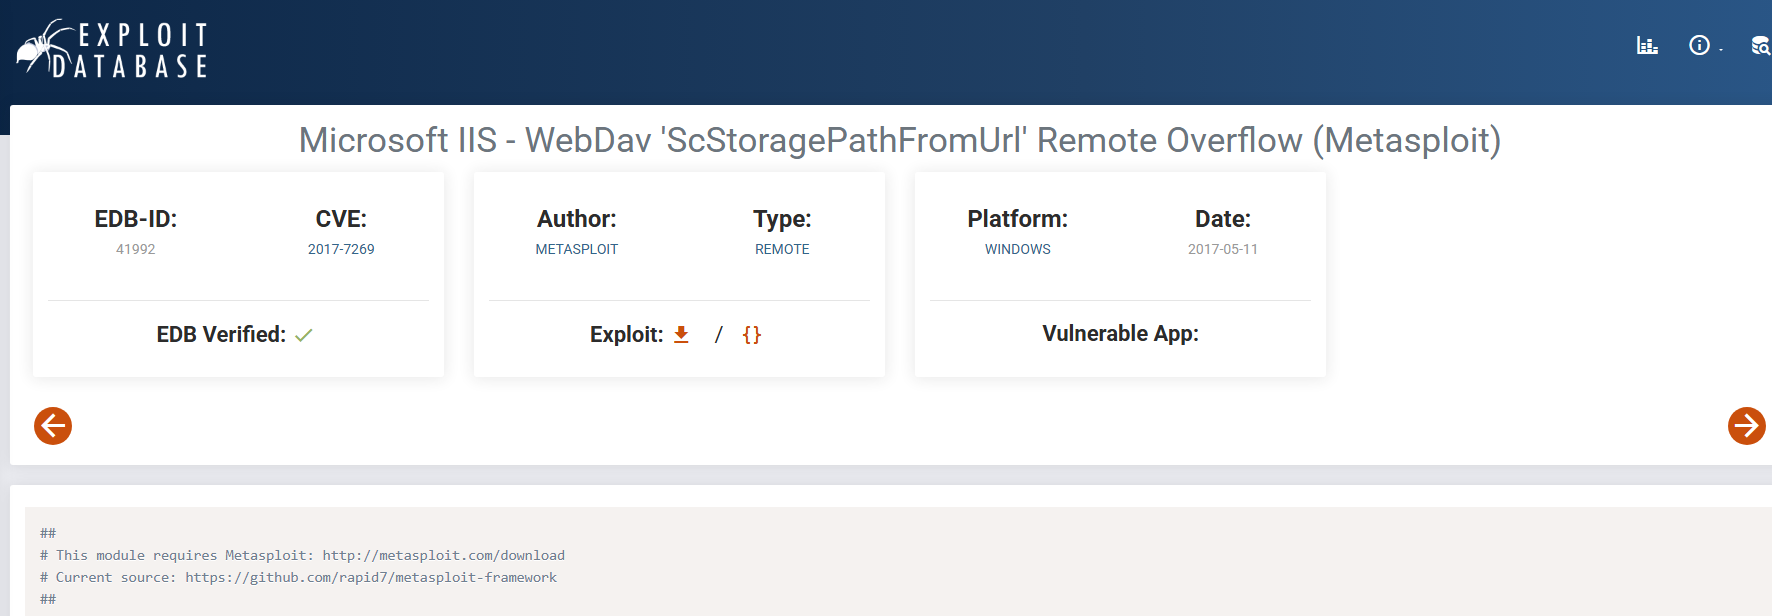 EXPLOIT
DATABASE
Microsoft IIS - WebDav 'ScStoragePathFromUrl' Remote Overflow (Metasploit)
EDB-ID:
41992
CVE:
2017-7269
EDB Verified:
Author:
METASPLOIT
Type:
REMOTE
Exploit: / {}
Platform:
WINDOWS
Date:
2017-05-11
Vulnerable App:
##
# This module requires Metasploit: http://metasploit.com/download
# Current source: https://github.com/rapid7/metasploit-framework
##